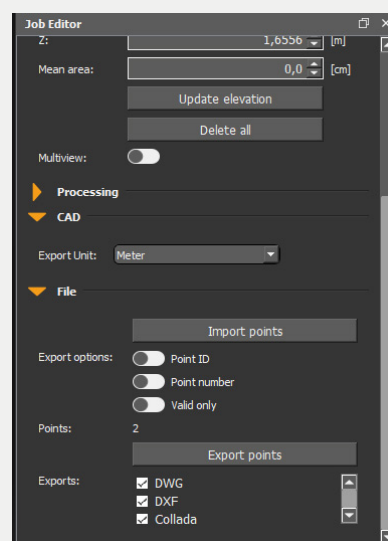 Job Editor
Z: 1,6556 [m]
Mean area: 0,0 [cm]
Update elevation
Delete all
Multiview:
Processing
CAD
Export Unit: Meter
File
Import points
Export options: Point ID
Point number
Valid only
Points: 2
Export points
Exports: DWG
DXF
Collada